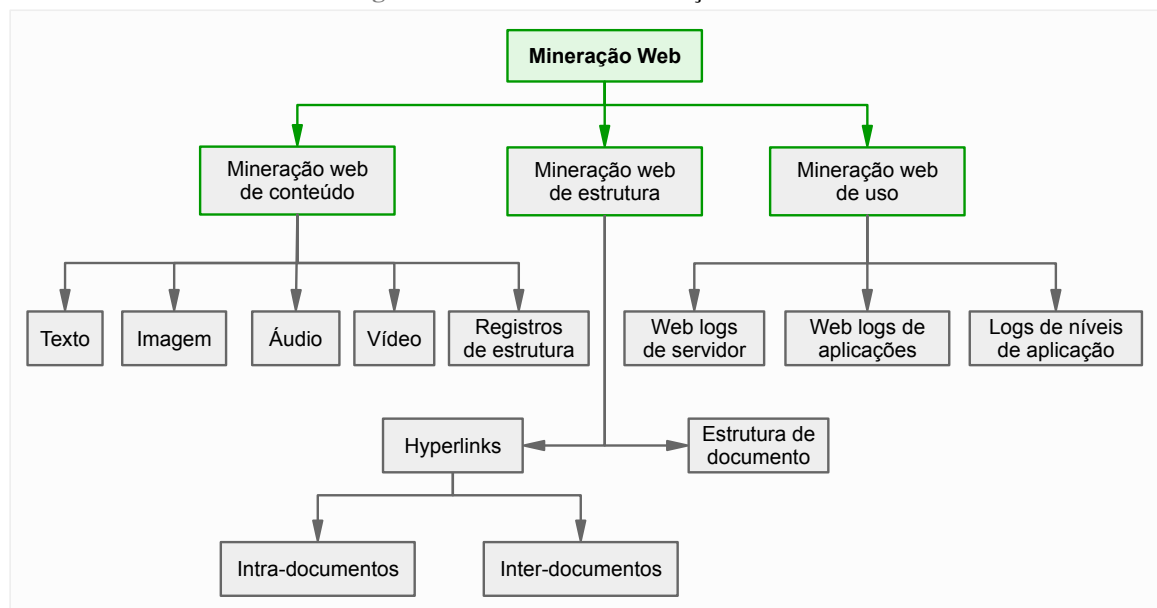 Mineração Web
Mineração web
de conteúdo
Mineração web
de estrutura
Mineração web
de uso
Texto
Imagem
Áudio
Vídeo
Registros
de estrutura
Web logs
de servidor
Web logs de
aplicações
Logs de níveis
de aplicação
Hyperlinks
Estrutura de
documento
Intra-documentos
Inter-documentos